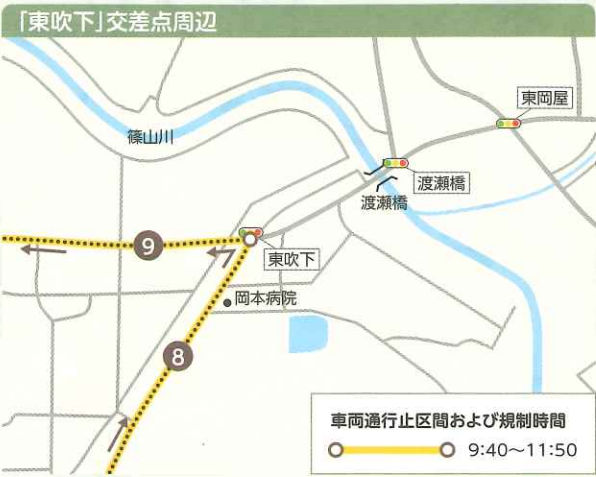 「東吹下」交差点周辺
東岡屋
篠山川
渡瀬橋
渡瀬橋
9
東吹下
岡本病院
8
車両通行止区間および規制時間
9:40〜11:50